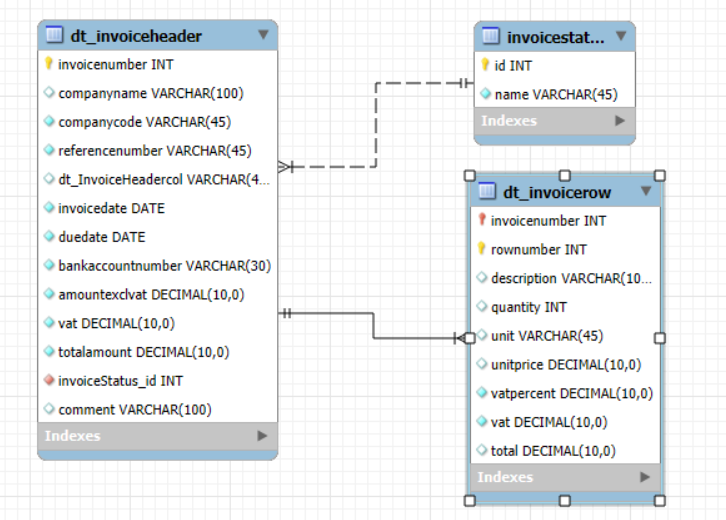 dt_invoiceheader
invoicenumber INT
companyname VARCHAR(100)
companycode VARCHAR(45)
referencenumber VARCHAR(45)
dt_InvoiceHeadercol VARCHAR(4...
invoicedate DATE
duedate DATE
bankaccountnumber VARCHAR(30)
amountexclvat DECIMAL(10,0)
vat DECIMAL(10,0)
totalamount DECIMAL(10,0)
invoiceStatus_id INT
comment VARCHAR(100)
Indexes
invoicestat...
id INT
name VARCHAR(45)
Indexes
dt_invoicerow
invoicenumber INT
rownumber INT
description VARCHAR(10...
quantity INT
unit VARCHAR(45)
unitprice DECIMAL(10,0)
vatpercent DECIMAL(10,0)
vat DECIMAL(10,0)
total DECIMAL(10,0)
Indexes